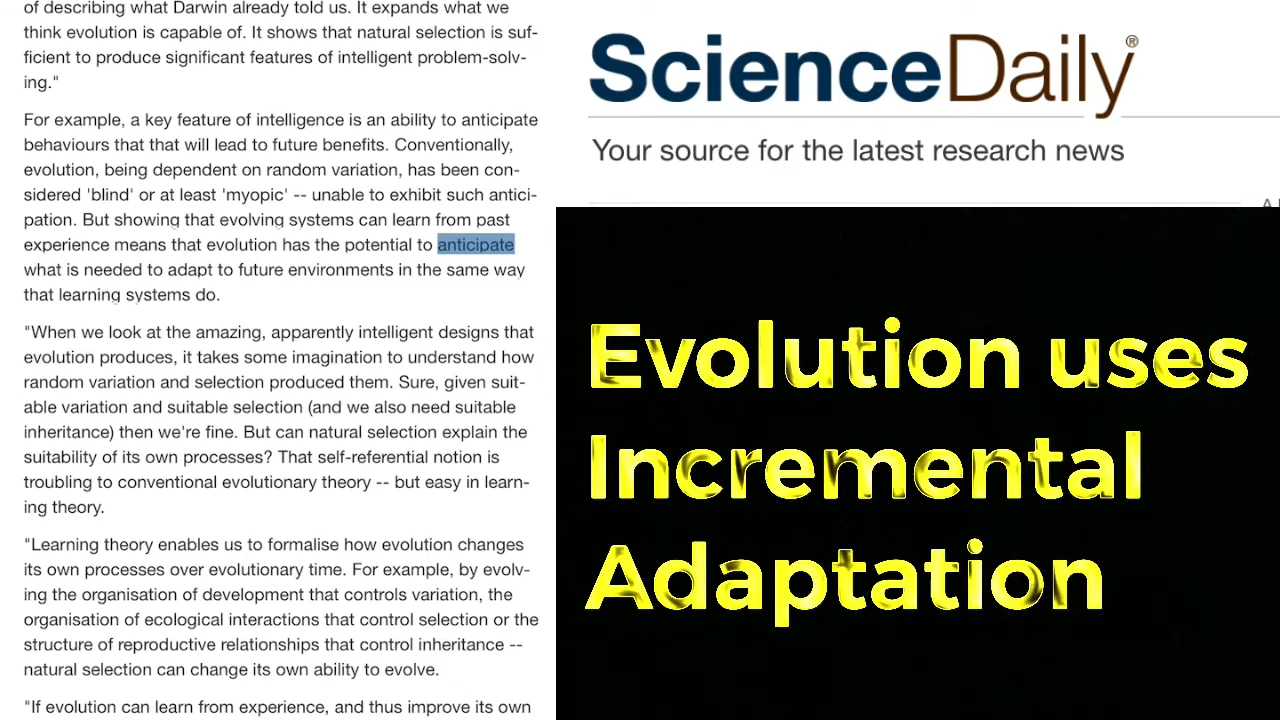 of describing what Darwin already told us. It expands what we
think evolution is capable of. It shows that natural selection is suf-
ficient to produce significant features of intelligent problem-solv-
ing."
For example, a key feature of intelligence is an ability to anticipate
behaviours that that will lead to future benefits. Conventionally,
evolution, being dependent on random variation, has been con-
sidered 'blind' or at least 'myopic' -- unable to exhibit such antici-
pation. But showing that evolving systems can learn from past
experience means that evolution has the potential to anticipate
what is needed to adapt to future environments in the same way
that learning systems do.
"When we look at the amazing, apparently intelligent designs that
evolution produces, it takes some imagination to understand how
random variation and selection produced them. Sure, given suit-
able variation and suitable selection (and we also need suitable
inheritance) then we're fine. But can natural selection explain the
suitability of its own processes? That self-referential notion is
troubling to conventional evolutionary theory -- but easy in learn-
ing theory.
"Learning theory enables us to formalise how evolution changes
its own processes over evolutionary time. For example, by evolv-
ing the organisation of development that controls variation, the
organisation of ecological interactions that control selection or the
structure of reproductive relationships that control inheritance --
natural selection can change its own ability to evolve.
"If evolution can learn from experience, and thus improve its own
ScienceDaily®
Your source for the latest research news
Evolution uses
Incremental
Adaptation